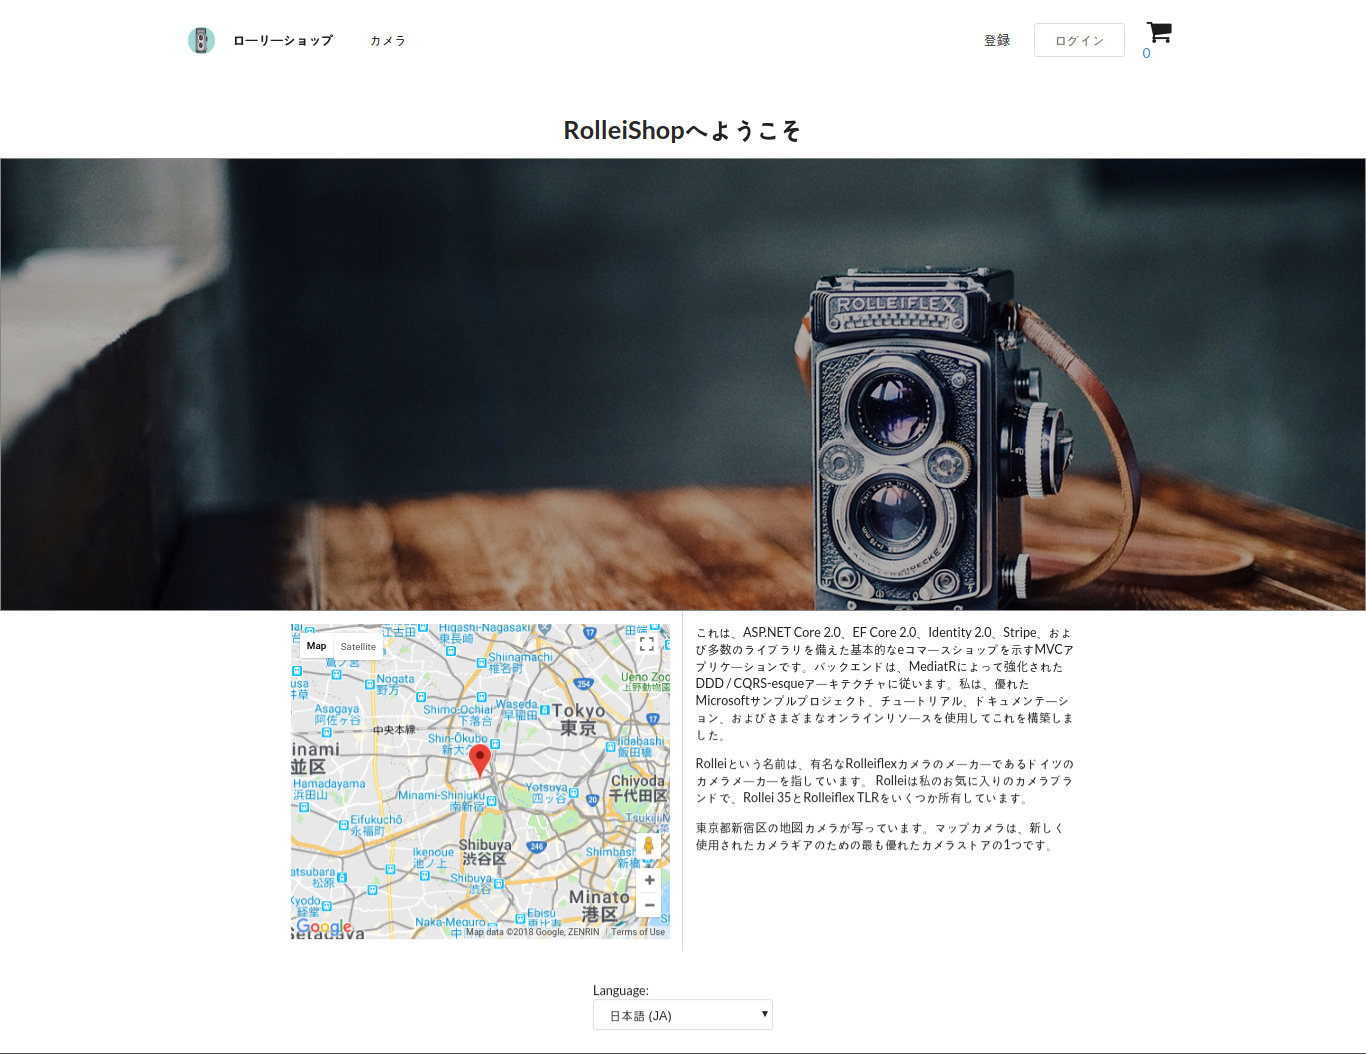 ローリーショップ
カメラ
登録
ログイン
0
RolleiShopへようこそ
ROLLEIFLEX
Map
Satellite
Higashi-Nagasaki
東長崎
江古田
Shiinamachi
椎名町
Ueno Zoo
上野動物園
Nogata
野方
254
17
Asagaya
阿佐ヶ谷
Shimo-Ochiai
下落合
Waseda
早稲田
Tokyo
東京
17
中央本線
Shin-Ōkubo
Iidabashi
飯田橋
Hamadayama
浜田山
Minami-Shinjuku
南新宿
Yotsuya
四ツ谷
Chiyoda
千代田区
20
Eifukuchō
永福町
Shibuya
渋谷区
246
Ikenoue
池ノ上
Shibuya
渋谷
Minato
港区
Naka-Meguro
Ebisu
Google
Map data ©2018 Google, ZENRIN
Terms of Use
これは、ASP.NET Core 2.0、EF Core 2.0、Identity 2.0、Stripe、およ
び多数のライブラリを備えた基本的なeコマースショップを示すMVCア
プリケーションです。バックエンドは、MediatRによって強化された
DDD / CQRS-esqueアーキテクチャに従います。私は、優れた
Microsoftサンプルプロジェクト、チュートリアル、ドキュメンテーシ
ョン、およびさまざまなオンラインリソースを使用してこれを構築しま
した。
Rolleiという名前は、有名なRolleiflexカメラのメーカーであるドイツの
カメラメーカーを指しています。 Rolleiは私のお気に入りのカメラブラ
ンドで、Rollei 35とRolleiflex TLRをいくつか所有しています。
東京都新宿区の地図カメラが写っています。マップカメラは、新しく
使用されたカメラギアのための最も優れたカメラストアの1つです。
Language:
日本語 (JA)